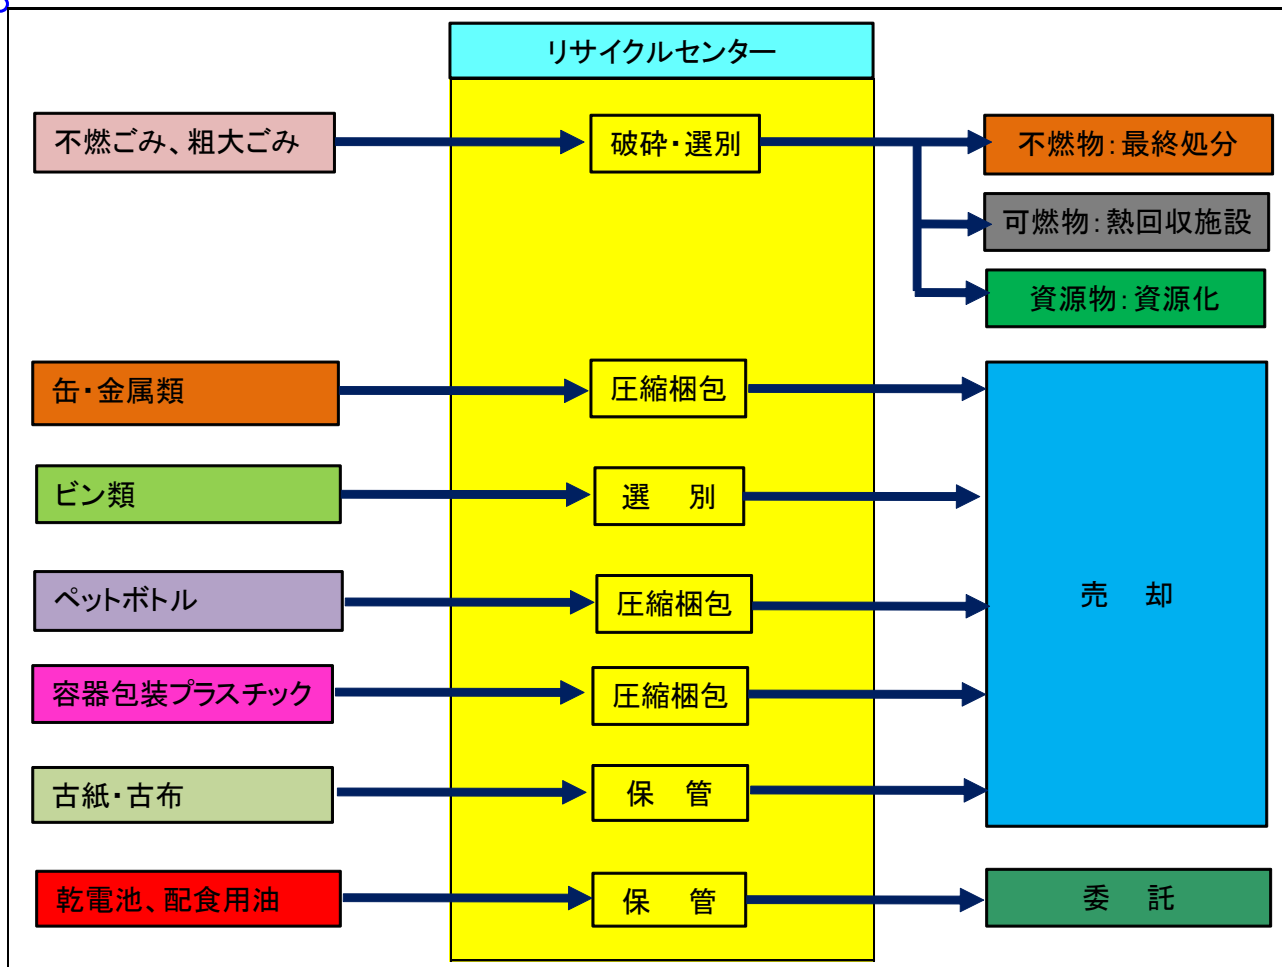 リサイクルセンター
不燃ごみ、粗大ごみ
破砕・選別
不燃物：最終処分
可燃物：熱回収施設
資源物：資源化
缶・金属類
圧縮梱包
ビン類
選　別
ペットボトル
圧縮梱包
売　却
容器包装プラスチック
圧縮梱包
古紙・古布
保　管
乾電池、配食用油
保　管
委　託